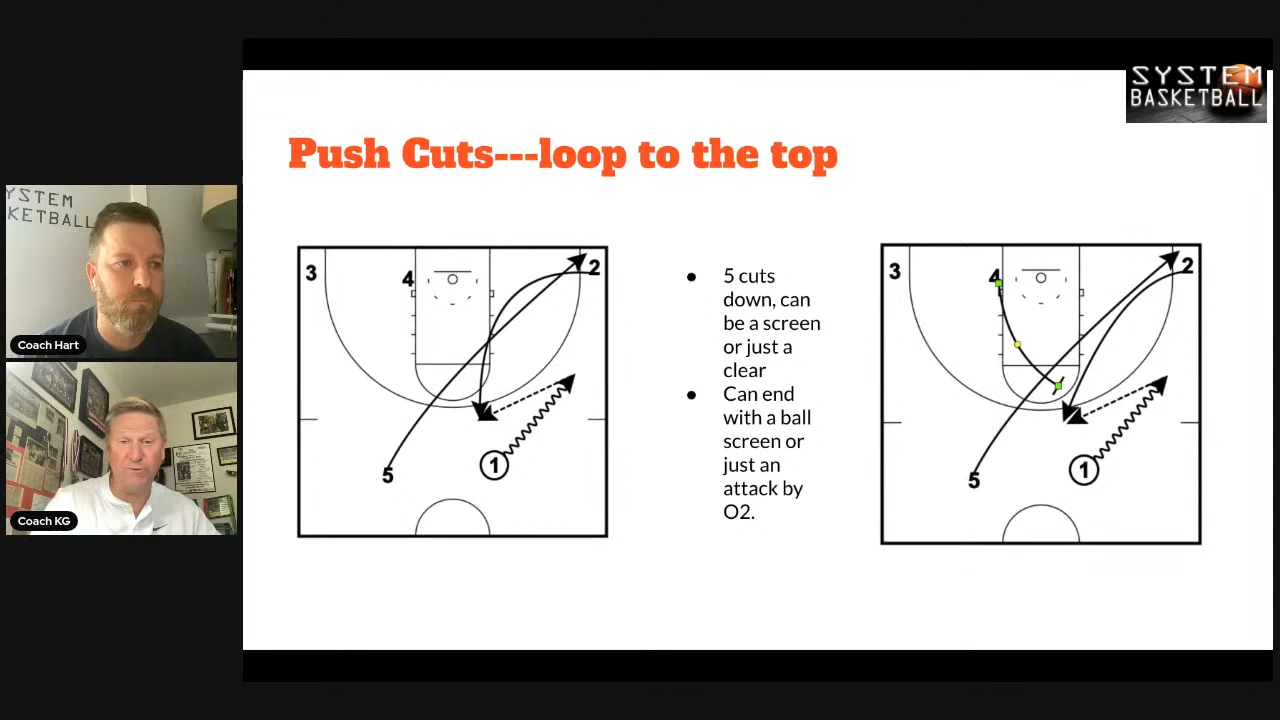 SYSTEM
BASKETBALL
Push Cuts---loop to the top
YSTEM
KETBALL
Coach Hart
Coach KG
3
4
2
5
1
● 5 cuts
down, can
be a screen
or just a
clear
● Can end
with a ball
screen or
just an
attack by
O2.
3
4
2
5
1